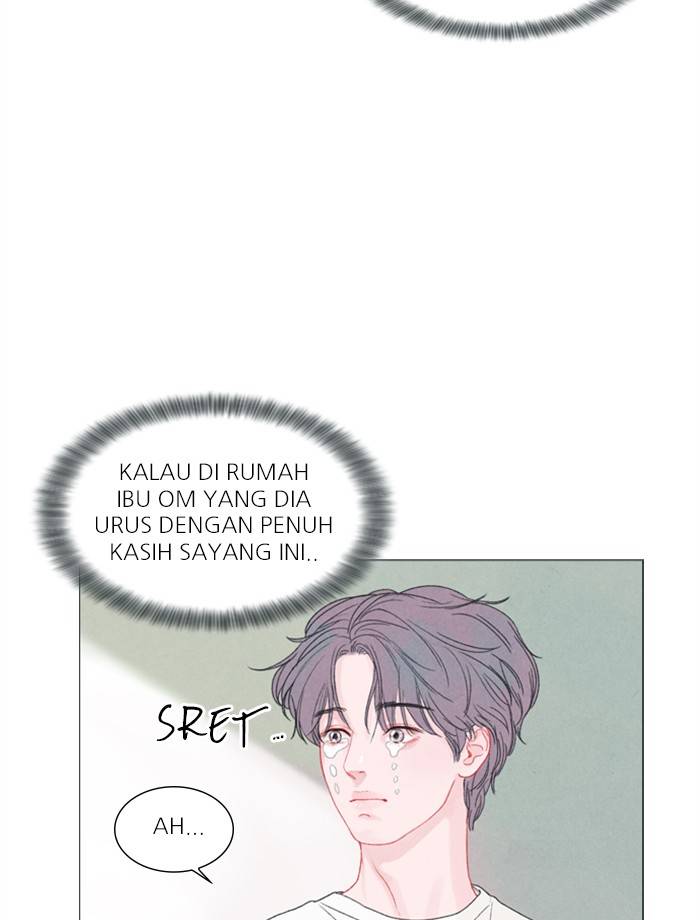 KALAU DI RUMAH
IBU OM YANG DIA
URUS DENGAN PENUH
KASIH SAYANG INI..
SRET...
AH...